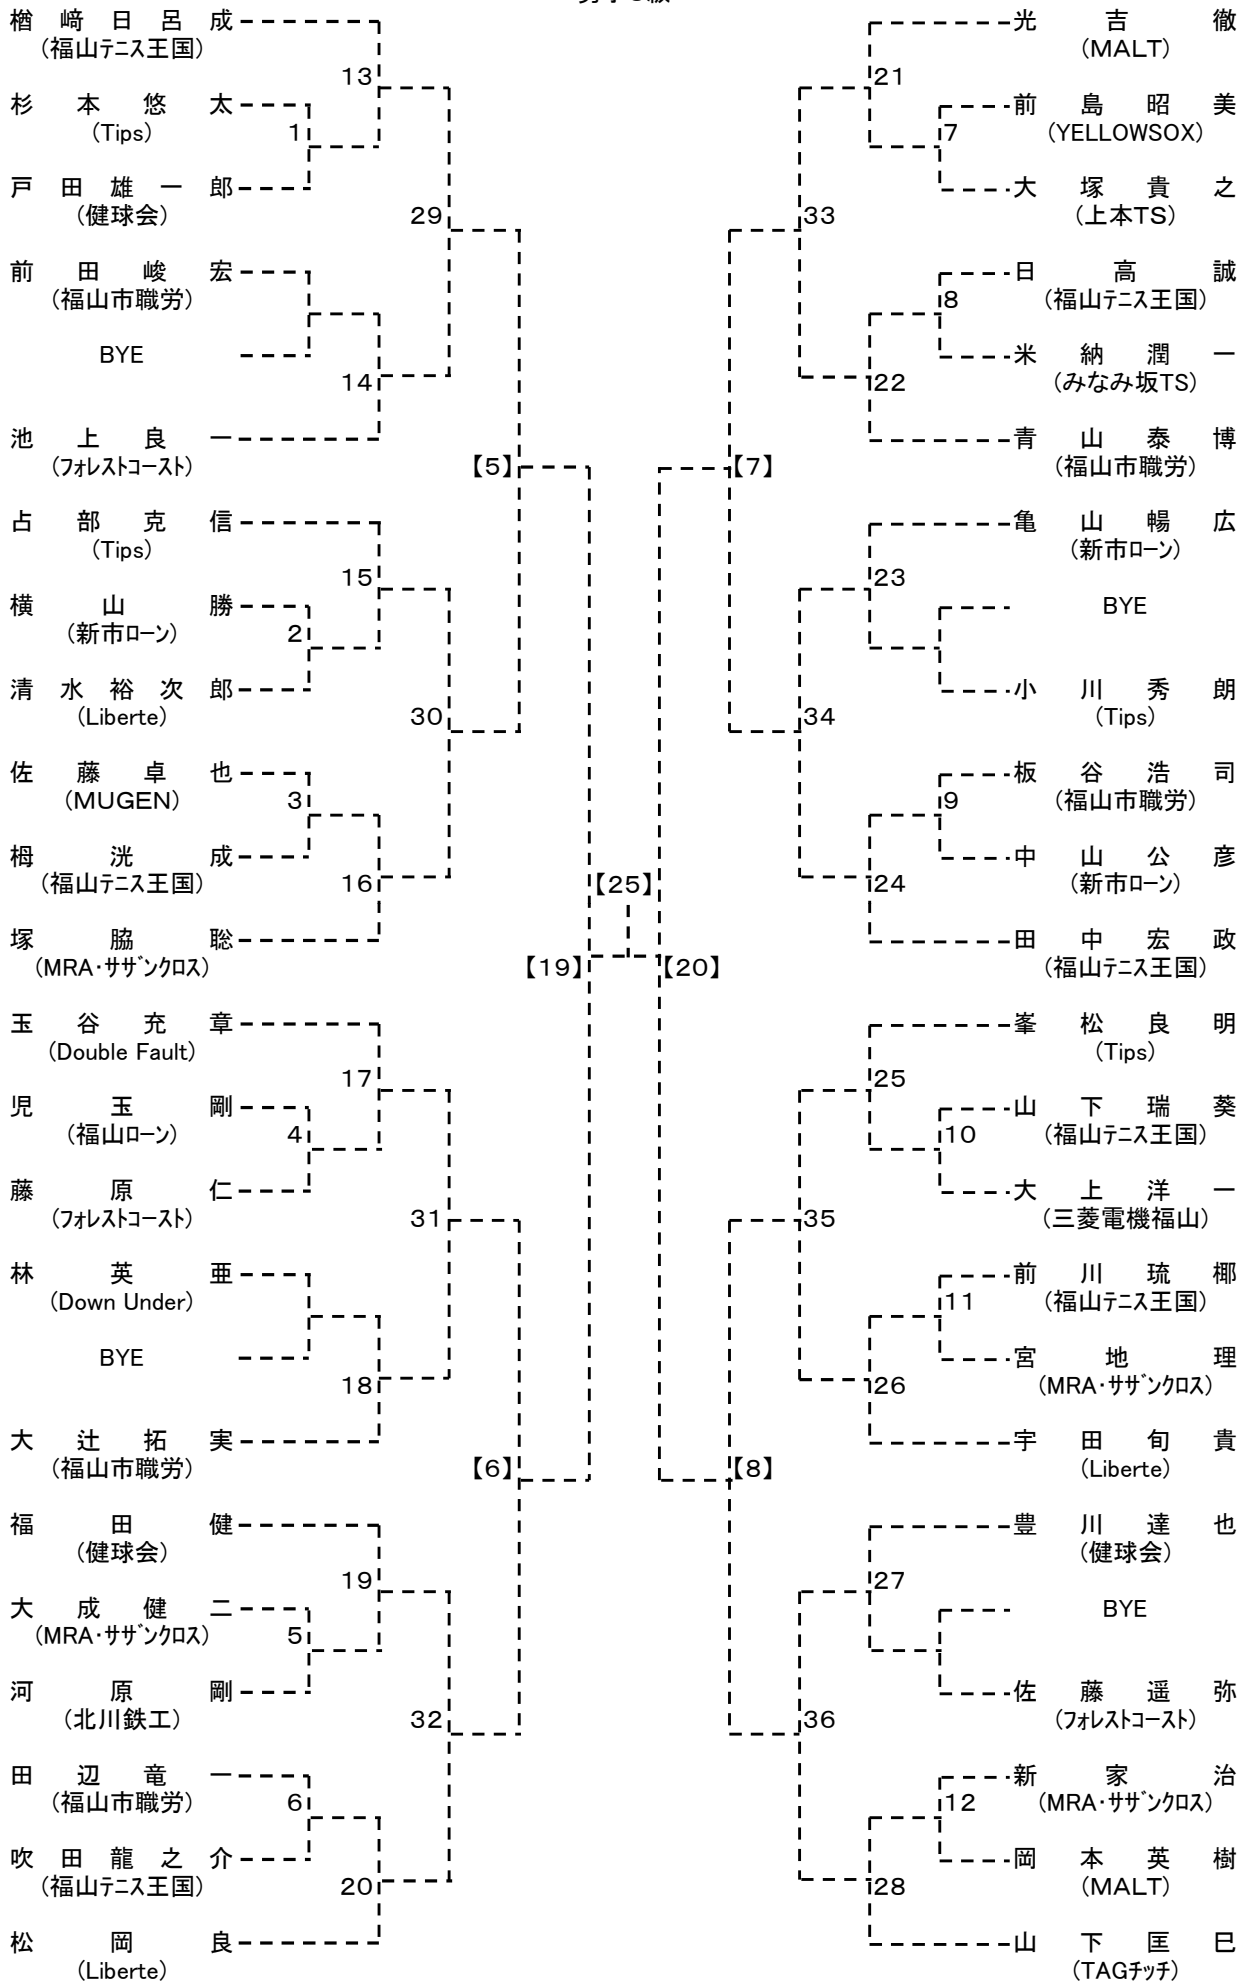 楢﨑日呂成
(福山テニス王国)
13
杉本悠太
(Tips)
1
戸田雄一郎
(健球会)
29
前田峻宏
(福山市職労)
BYE
14
池上良一
(フォレストコースト)
【5】
占部克信
(Tips)
15
横山勝
(新市ローン)
2
清水裕次郎
(Liberte)
30
佐藤卓也
(MUGEN)
3
栂洸成
(福山テニス王国)
16
塚脇聡
(MRA・サザンクロス)
【19】
玉谷充章
(Double Fault)
17
児玉剛
(福山ローン)
4
藤原仁
(フォレストコースト)
31
林英亜
(Down Under)
BYE
18
大辻拓実
(福山市職労)
【6】
福田健
(健球会)
19
大成健二
(MRA・サザンクロス)
5
河原剛
(北川鉄工)
32
田辺竜一
(福山市職労)
6
吹田龍之介
(福山テニス王国)
20
松岡良
(Liberte)
【25】
光吉徹
(MALT)
21
前島昭美
(YELLOWSOX)
7
大塚貴之
(上本TS)
33
日高誠
(福山テニス王国)
8
米納潤一
(みなみ坂TS)
22
青山泰博
(福山市職労)
【7】
亀山暢広
(新市ローン)
23
BYE
小川秀朗
(Tips)
34
板谷浩司
(福山市職労)
9
中山公彦
(新市ローン)
24
田中宏政
(福山テニス王国)
【20】
峯松良明
(Tips)
25
山下瑞葵
(福山テニス王国)
10
大上洋一
(三菱電機福山)
35
前川琉椰
(福山テニス王国)
11
宮地理
(MRA・サザンクロス)
26
宇田旬貴
(Liberte)
【8】
豊川達也
(健球会)
27
BYE
佐藤遥弥
(フォレストコースト)
36
新家治
(MRA・サザンクロス)
12
岡本英樹
(MALT)
28
山下匡巳
(TAGチッチ)